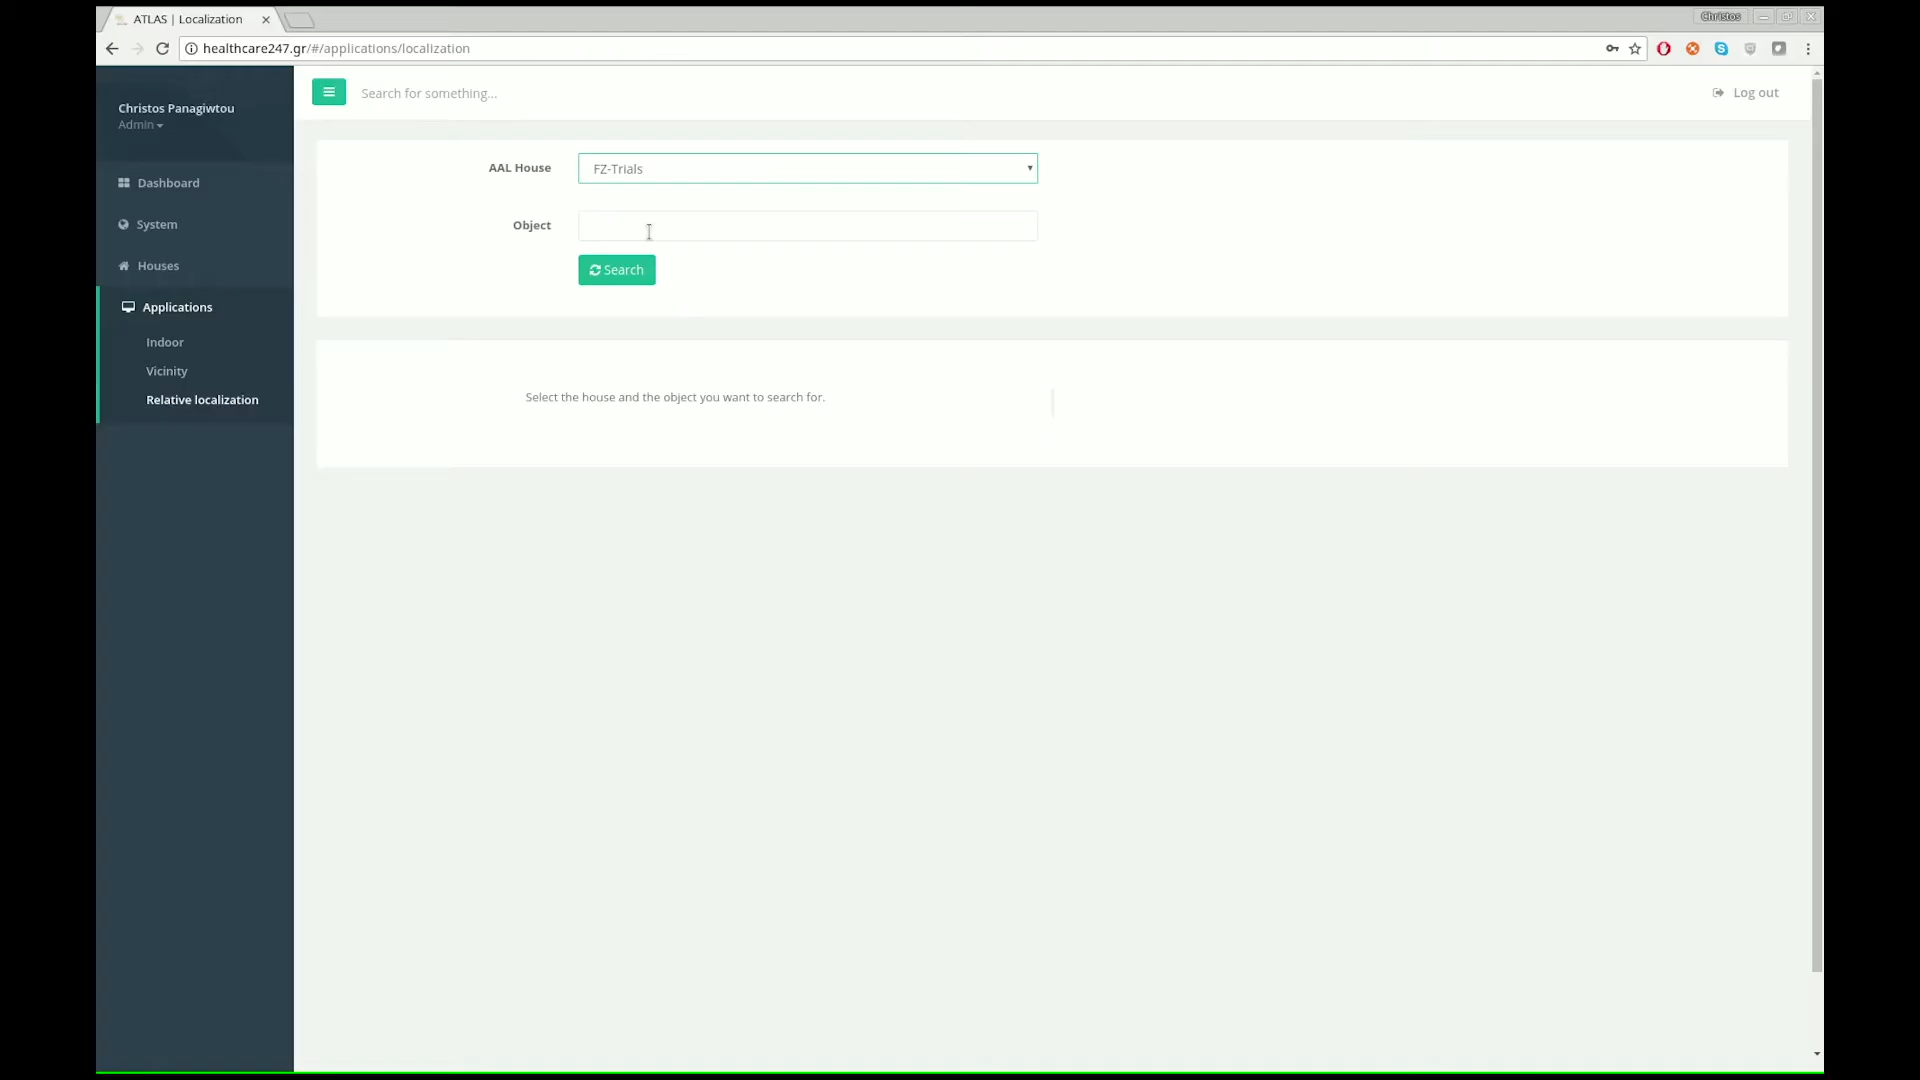 ATLAS | Localization
Christos
healthcare247.gr/#/applications/localization
Christos Panagiwtou
Admin
Search for something...
Log out
Dashboard
System
Houses
Applications
Indoor
Vicinity
Relative localization
AAL House
FZ-Trials
Object
Search
Select the house and the object you want to search for.